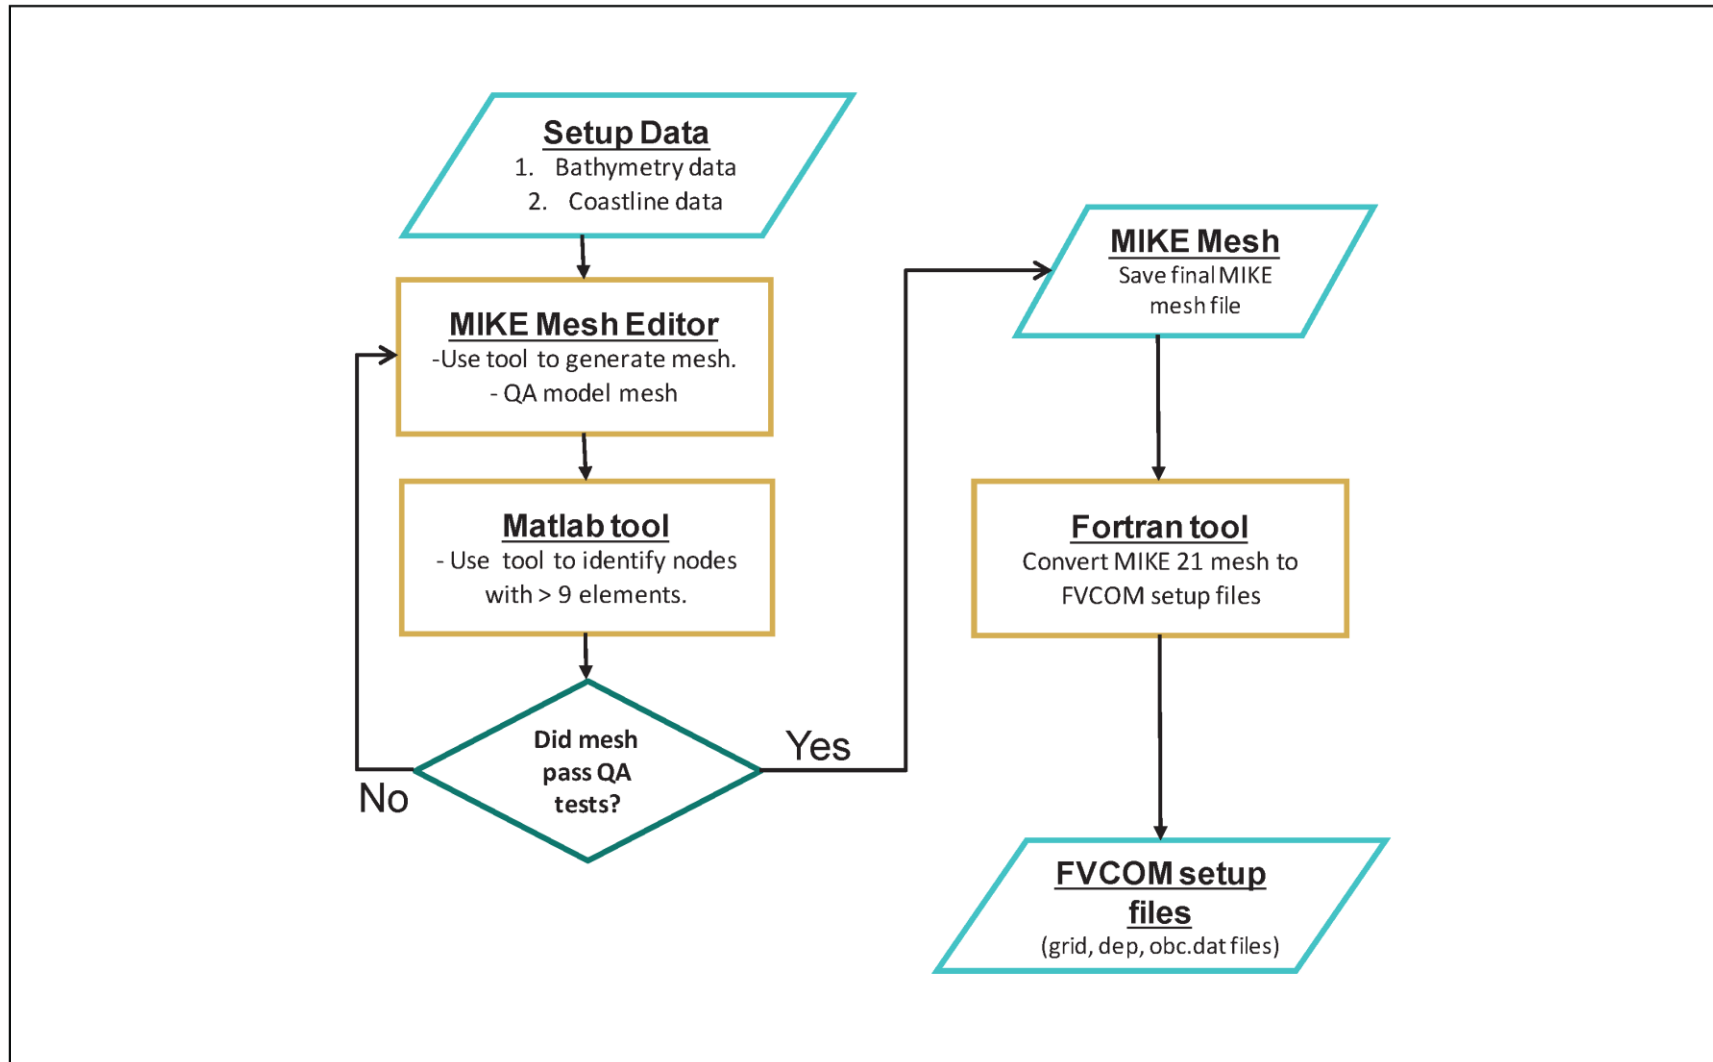 Setup Data
1. Bathymetry data
2. Coastline data
MIKE Mesh Editor
-Use tool to generate mesh.
- QA model mesh
Matlab tool
- Use tool to identify nodes
with > 9 elements.
Did mesh
pass QA
tests?
No
Yes
MIKE Mesh
Save final MIKE
mesh file
Fortran tool
Convert MIKE 21 mesh to
FVCOM setup files
FVCOM setup
files
(grid, dep, obc.dat files)